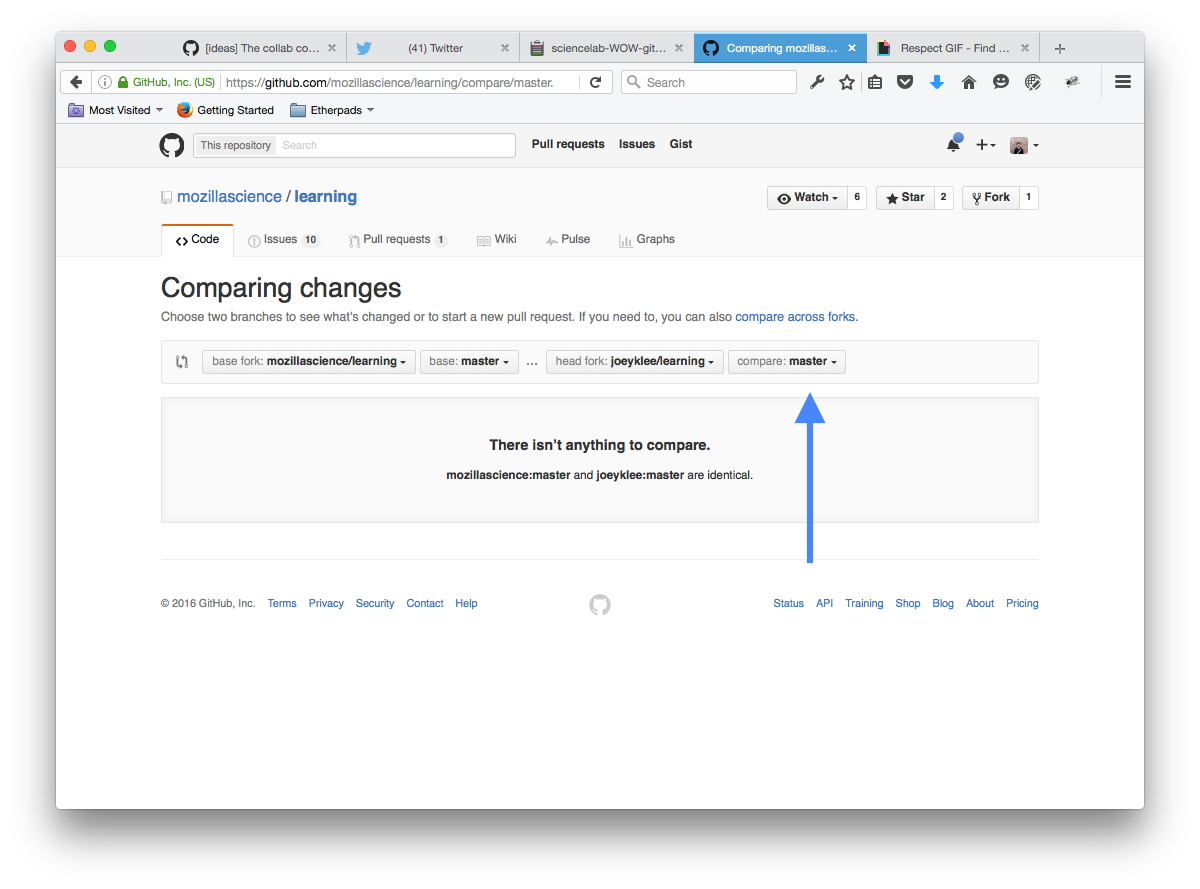 [ideas] The collab co...
(41) Twitter
sciencelab-WOW-git...
Comparing mozillas...
Respect GIF - Find ...
GitHub, Inc. (US)
https://github.com/mozillascience/learning/compare/master.
Search
Most Visited
Getting Started
Etherpads
This repository
Search
Pull requests
Issues
Gist
mozillascience / learning
Watch 6
Star 2
Fork 1
Code
Issues 10
Pull requests 1
Wiki
Pulse
Graphs
Comparing changes
Choose two branches to see what's changed or to start a new pull request. If you need to, you can also compare across forks.
base fork: mozillascience/learning
base: master
...
head fork: joeyklee/learning
compare: master
There isn't anything to compare.
mozillascience:master and joeyklee:master are identical.
© 2016 GitHub, Inc. Terms Privacy Security Contact Help
Status API Training Shop Blog About Pricing